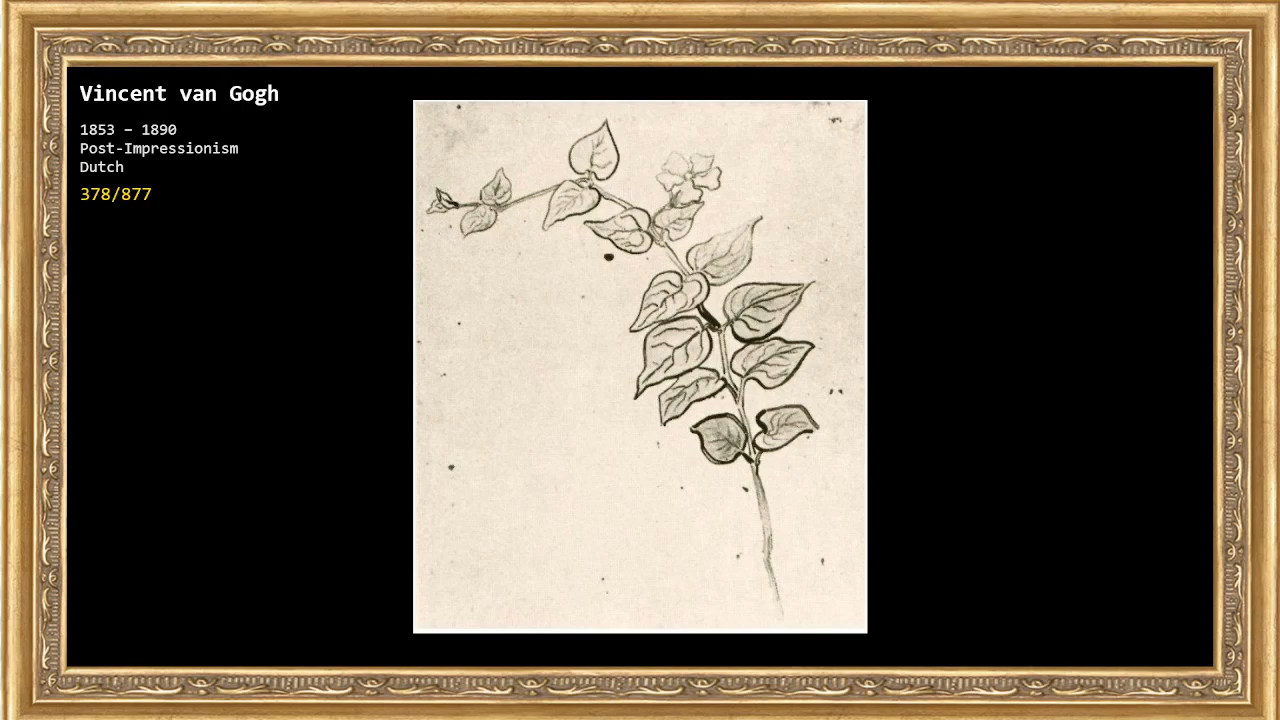 Vincent van Gogh
1853 – 1890
Post-Impressionism
Dutch
378/877